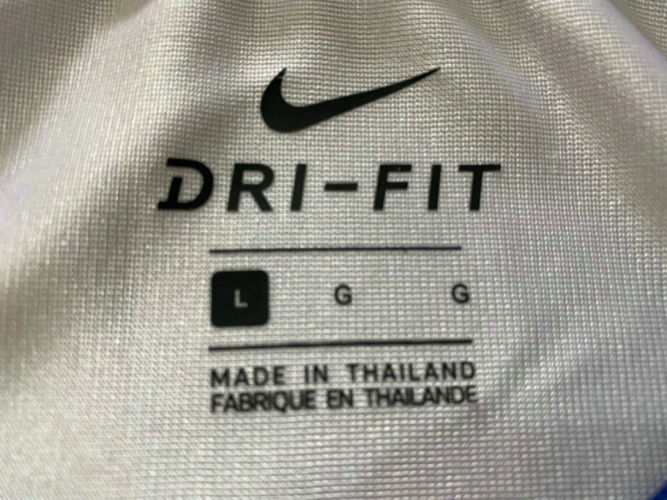 DRI-FIT
L G G
MADE IN THAILAND
FABRIQUE EN THAILANDE